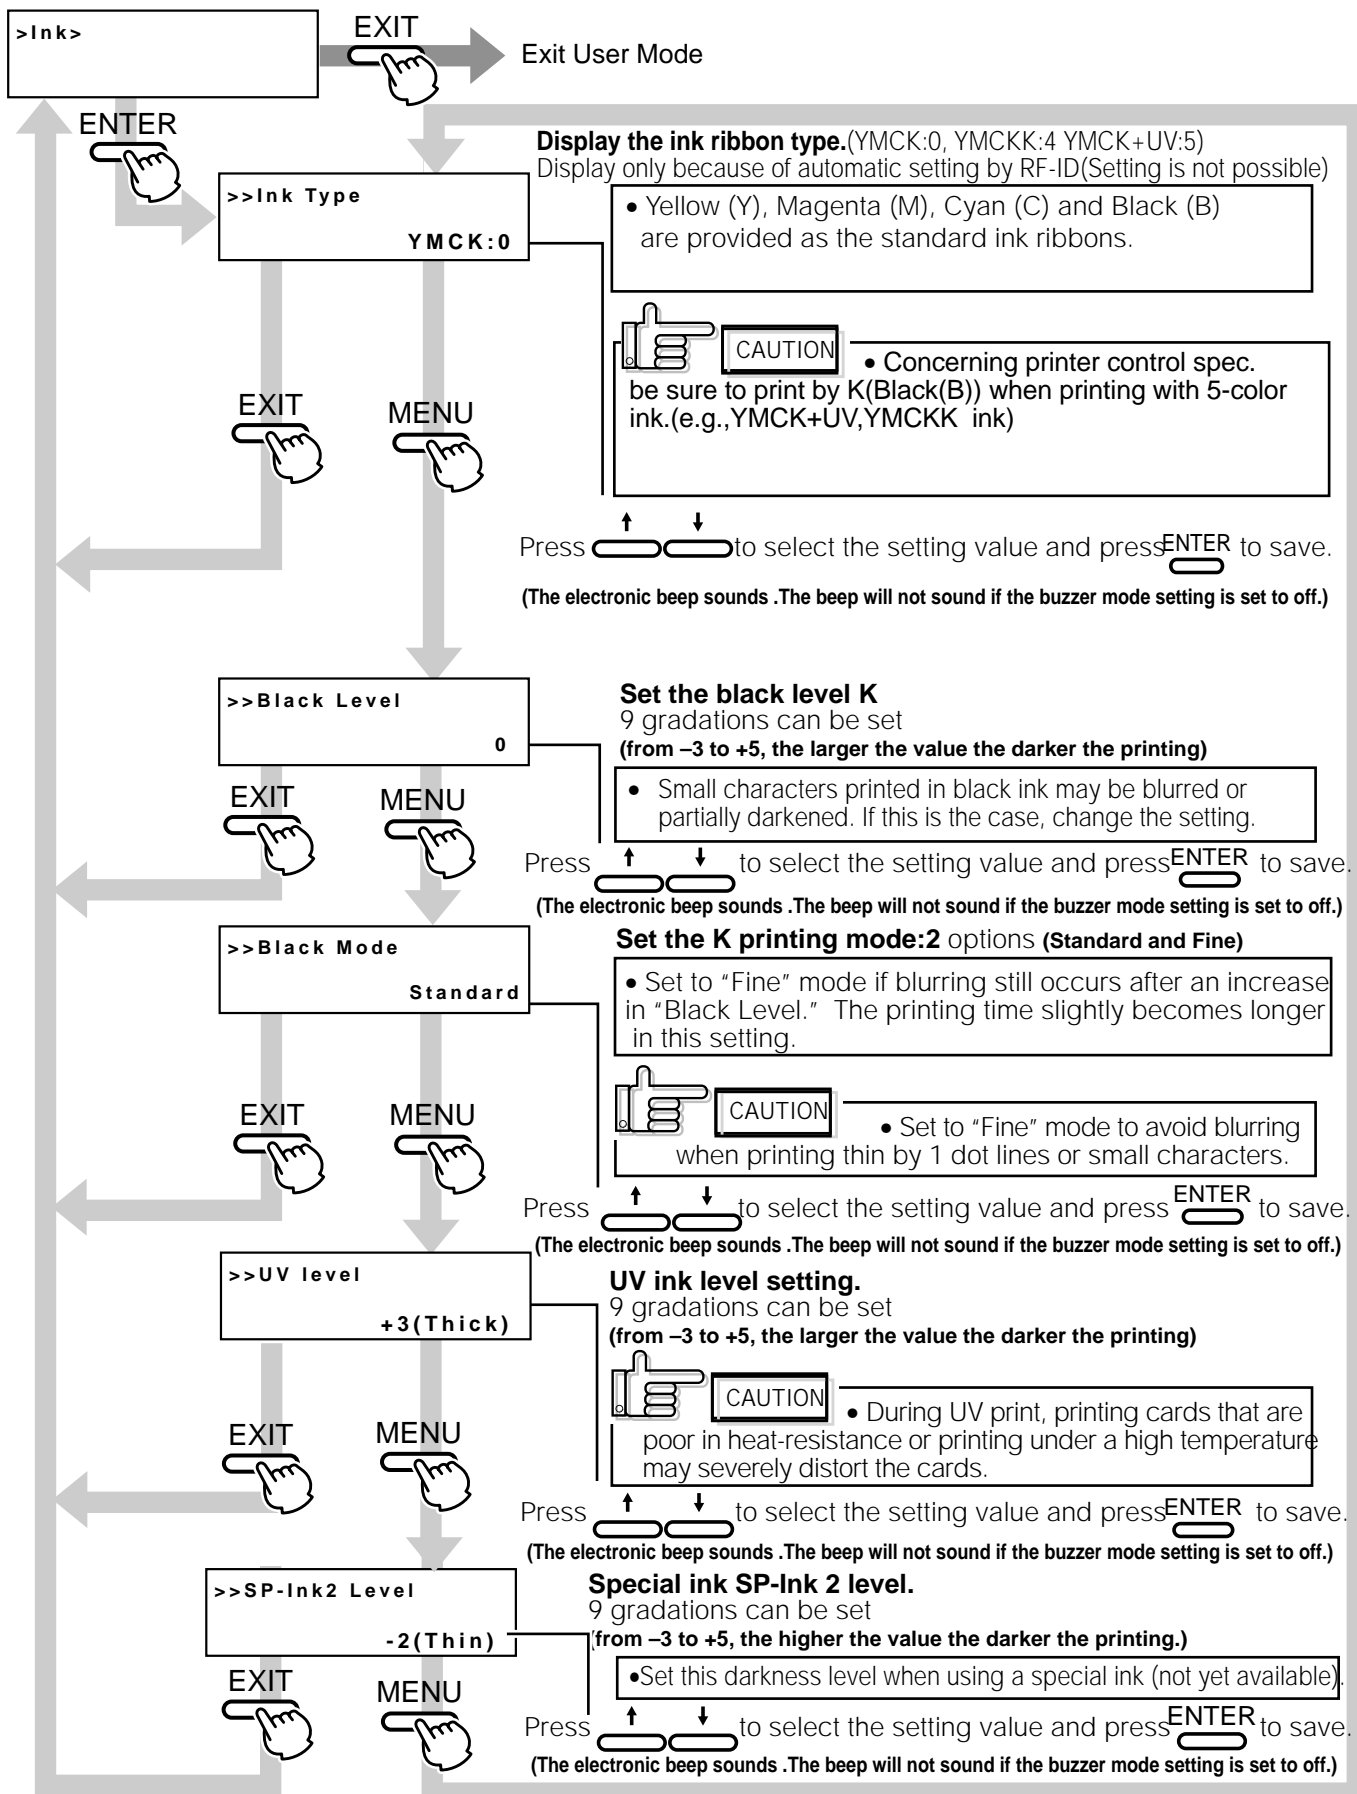 >Ink>
EXIT
Exit User Mode
ENTER
Display the ink ribbon type.(YMCK:0, YMCKK:4 YMCK+UV:5)
Display only because of automatic setting by RF-ID(Setting is not possible)
>>Ink Type
YMCK:0
• Yellow (Y), Magenta (M), Cyan (C) and Black (B)
are provided as the standard ink ribbons.
CAUTION
• Concerning printer control spec.
be sure to print by K(Black(B)) when printing with 5-color
ink.(e.g.,YMCK+UV,YMCKK ink)
EXIT
MENU
Press to select the setting value and press ENTER to save.
(The electronic beep sounds .The beep will not sound if the buzzer mode setting is set to off.)
>>Black Level
0
Set the black level K
9 gradations can be set
(from –3 to +5, the larger the value the darker the printing)
• Small characters printed in black ink may be blurred or
partially darkened. If this is the case, change the setting.
EXIT
MENU
Press to select the setting value and press ENTER to save.
(The electronic beep sounds .The beep will not sound if the buzzer mode setting is set to off.)
>>Black Mode
Standard
Set the K printing mode:2 options (Standard and Fine)
• Set to “Fine” mode if blurring still occurs after an increase
in “Black Level.” The printing time slightly becomes longer
in this setting.
CAUTION
• Set to “Fine” mode to avoid blurring
when printing thin by 1 dot lines or small characters.
EXIT
MENU
Press to select the setting value and press ENTER to save.
(The electronic beep sounds .The beep will not sound if the buzzer mode setting is set to off.)
>>UV level
+3(Thick)
UV ink level setting.
9 gradations can be set
(from –3 to +5, the larger the value the darker the printing)
CAUTION
• During UV print, printing cards that are
poor in heat-resistance or printing under a high temperature
may severely distort the cards.
EXIT
MENU
Press to select the setting value and press ENTER to save.
(The electronic beep sounds .The beep will not sound if the buzzer mode setting is set to off.)
>>SP-Ink2 Level
-2(Thin)
Special ink SP-Ink 2 level.
9 gradations can be set
(from –3 to +5, the higher the value the darker the printing.)
•Set this darkness level when using a special ink (not yet available).
EXIT
MENU
Press to select the setting value and press ENTER to save.
(The electronic beep sounds .The beep will not sound if the buzzer mode setting is set to off.)